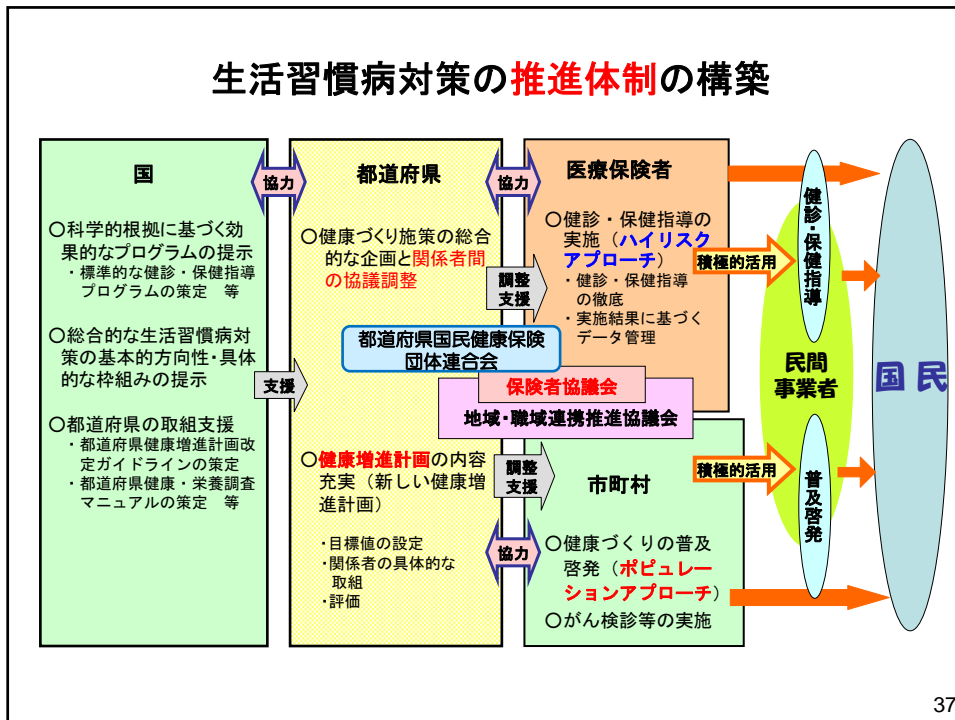 生活習慣病対策の推進体制の構築
国
○科学的根拠に基づく効
果的なプログラムの提示
・標準的な健診・保健指導
プログラムの策定 等
○総合的な生活習慣病対
策の基本的方向性・具体
的な枠組みの提示
○都道府県の取組支援
・都道府県健康増進計画改
定ガイドラインの策定
・都道府県健康・栄養調査
マニュアルの策定 等
協力
支援
都道府県
○健康づくり施策の総合
的な企画と関係者間
の協議調整
都道府県国民健康保険
団体連合会
保険者協議会
地域・職域連携推進協議会
○健康増進計画の内容
充実（新しい健康増
進計画）
・目標値の設定
・関係者の具体的な
取組
・評価
協力
調整
支援
調整
支援
協力
医療保険者
○健診・保健指導の
実施（ハイリスク
アプローチ）
・健診・保健指導
の徹底
・実施結果に基づく
データ管理
市町村
○健康づくりの普及
啓発（ポピュレー
ションアプローチ）
○がん検診等の実施
積極的活用
積極的活用
健診・保健指導
民間
事業者
普及啓発
国民
37